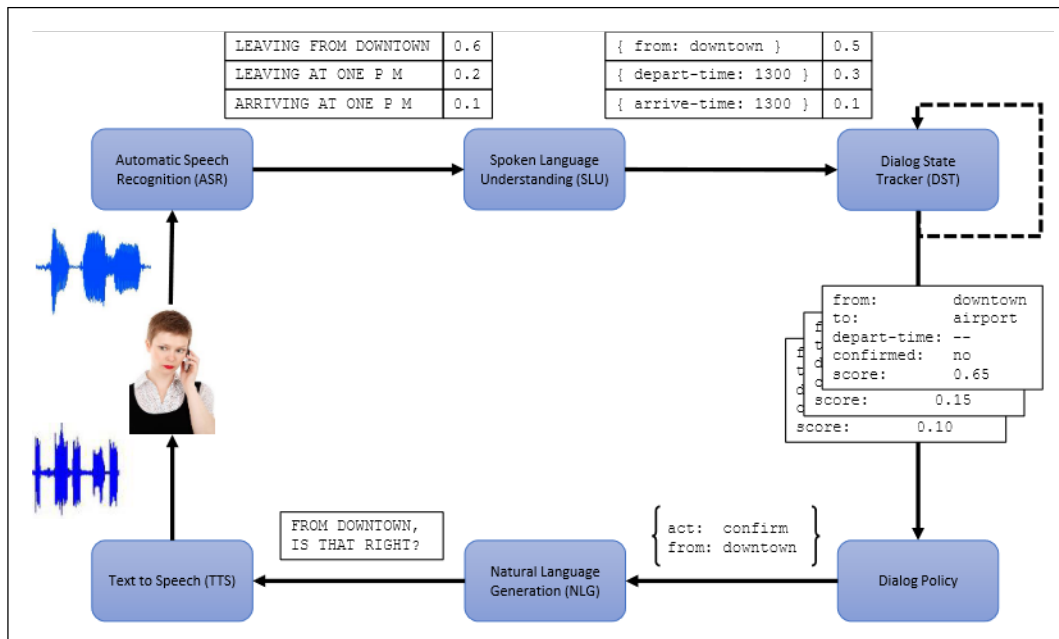 LEAVING FROM DOWNTOWN 0.6
LEAVING AT ONE P M 0.2
ARRIVING AT ONE P M 0.1
{ from: downtown } 0.5
{ depart-time: 1300 } 0.3
{ arrive-time: 1300 } 0.1
Automatic Speech
Recognition (ASR)
Spoken Language
Understanding (SLU)
Dialog State
Tracker (DST)
from: downtown
to: airport
depart-time: --
confirmed: no
score: 0.65
score: 0.15
score: 0.10
act: confirm
from: downtown
FROM DOWNTOWN,
IS THAT RIGHT?
Text to Speech (TTS)
Natural Language
Generation (NLG)
Dialog Policy